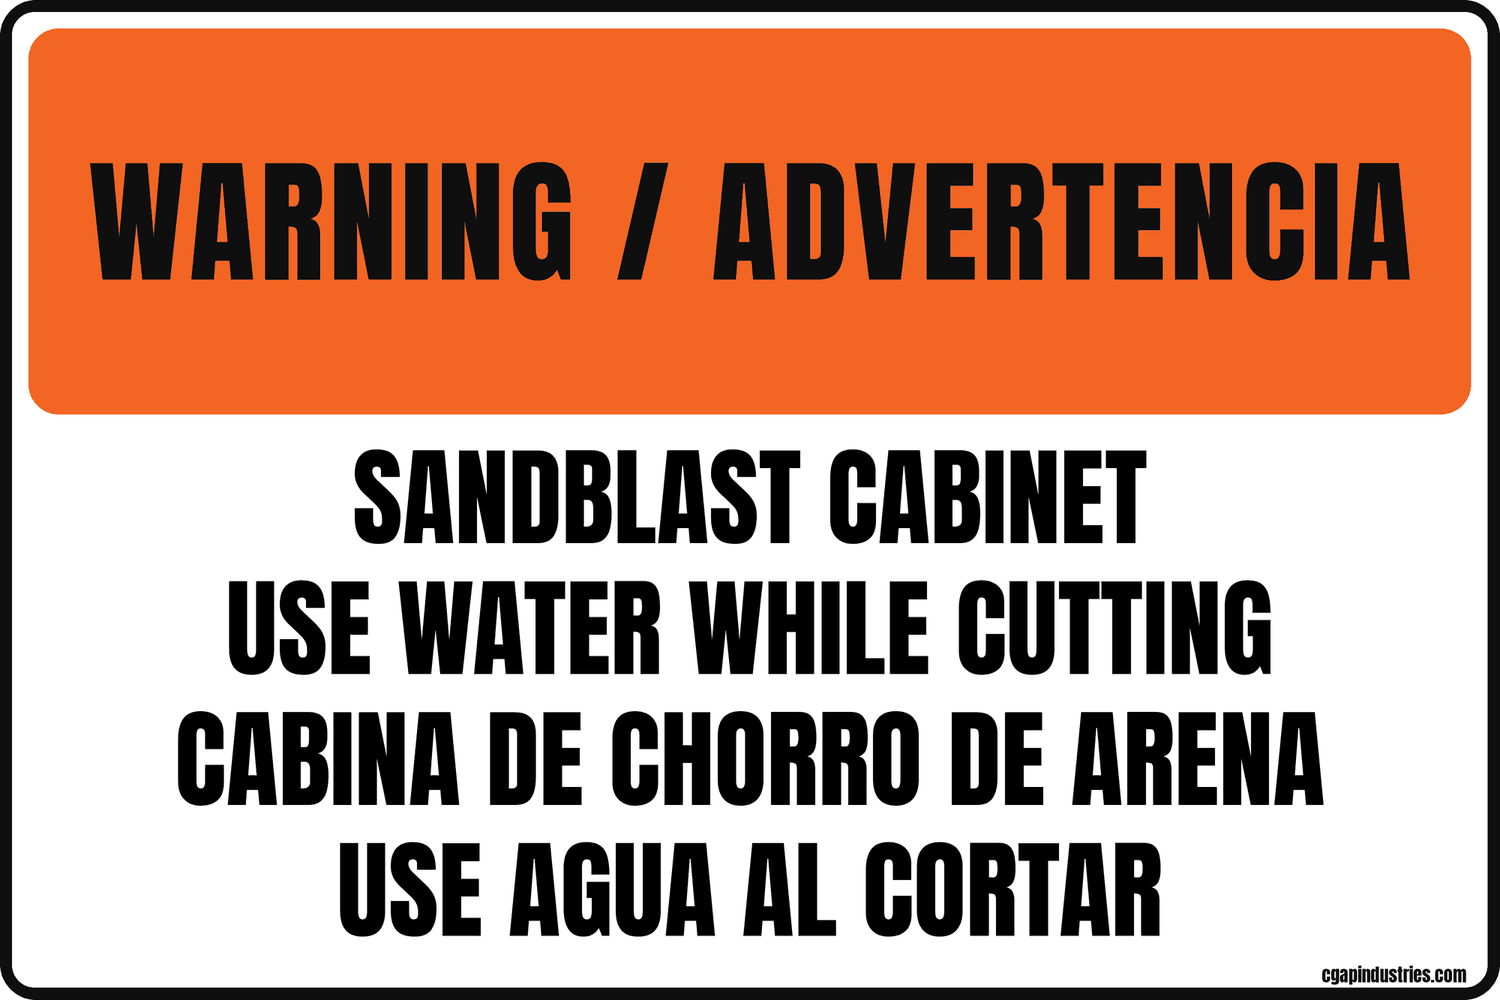 WARNING / ADVERTENCIA
SANDBLAST CABINET
USE WATER WHILE CUTTING
CABINA DE CHORRO DE ARENA
USE AGUA AL CORTAR
cgapindustries.com